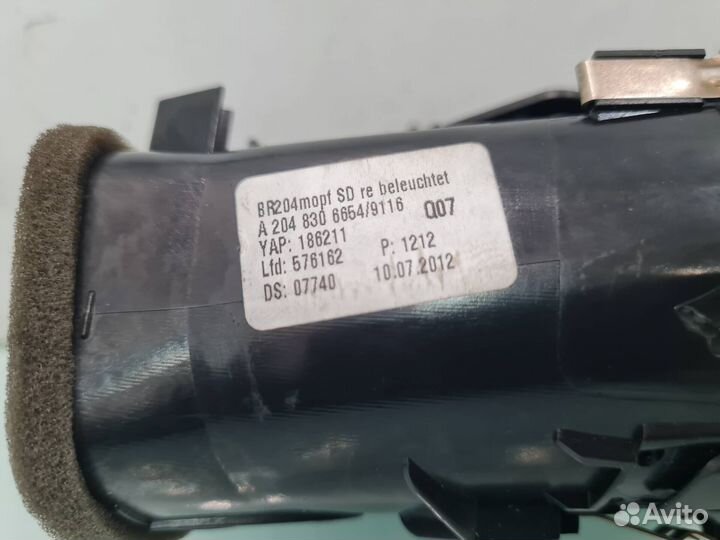 BR204mopf SD re beleuchtet
A 204 830 6654/9116 Q07
YAP: 186211
Lfd: 576162 P: 1212
DS: 07740 10.07.2012
Avito